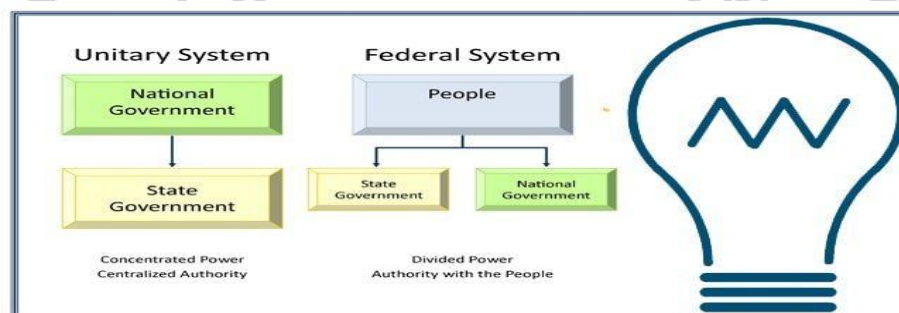 Unitary System
National
Government
State
Government
Concentrated Power
Centralized Authority
Federal System
People
State
Government
National
Government
Divided Power
Authority with the People